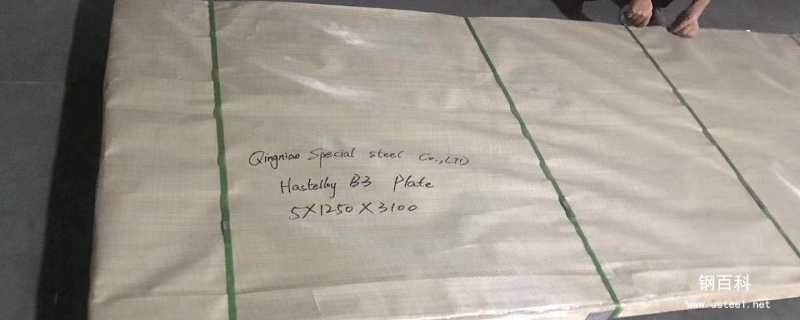 Qingniao Special steel Co.,LTD
Hastelloy B3 Plate
5X1250X3100
钢百科
www.usteel.net